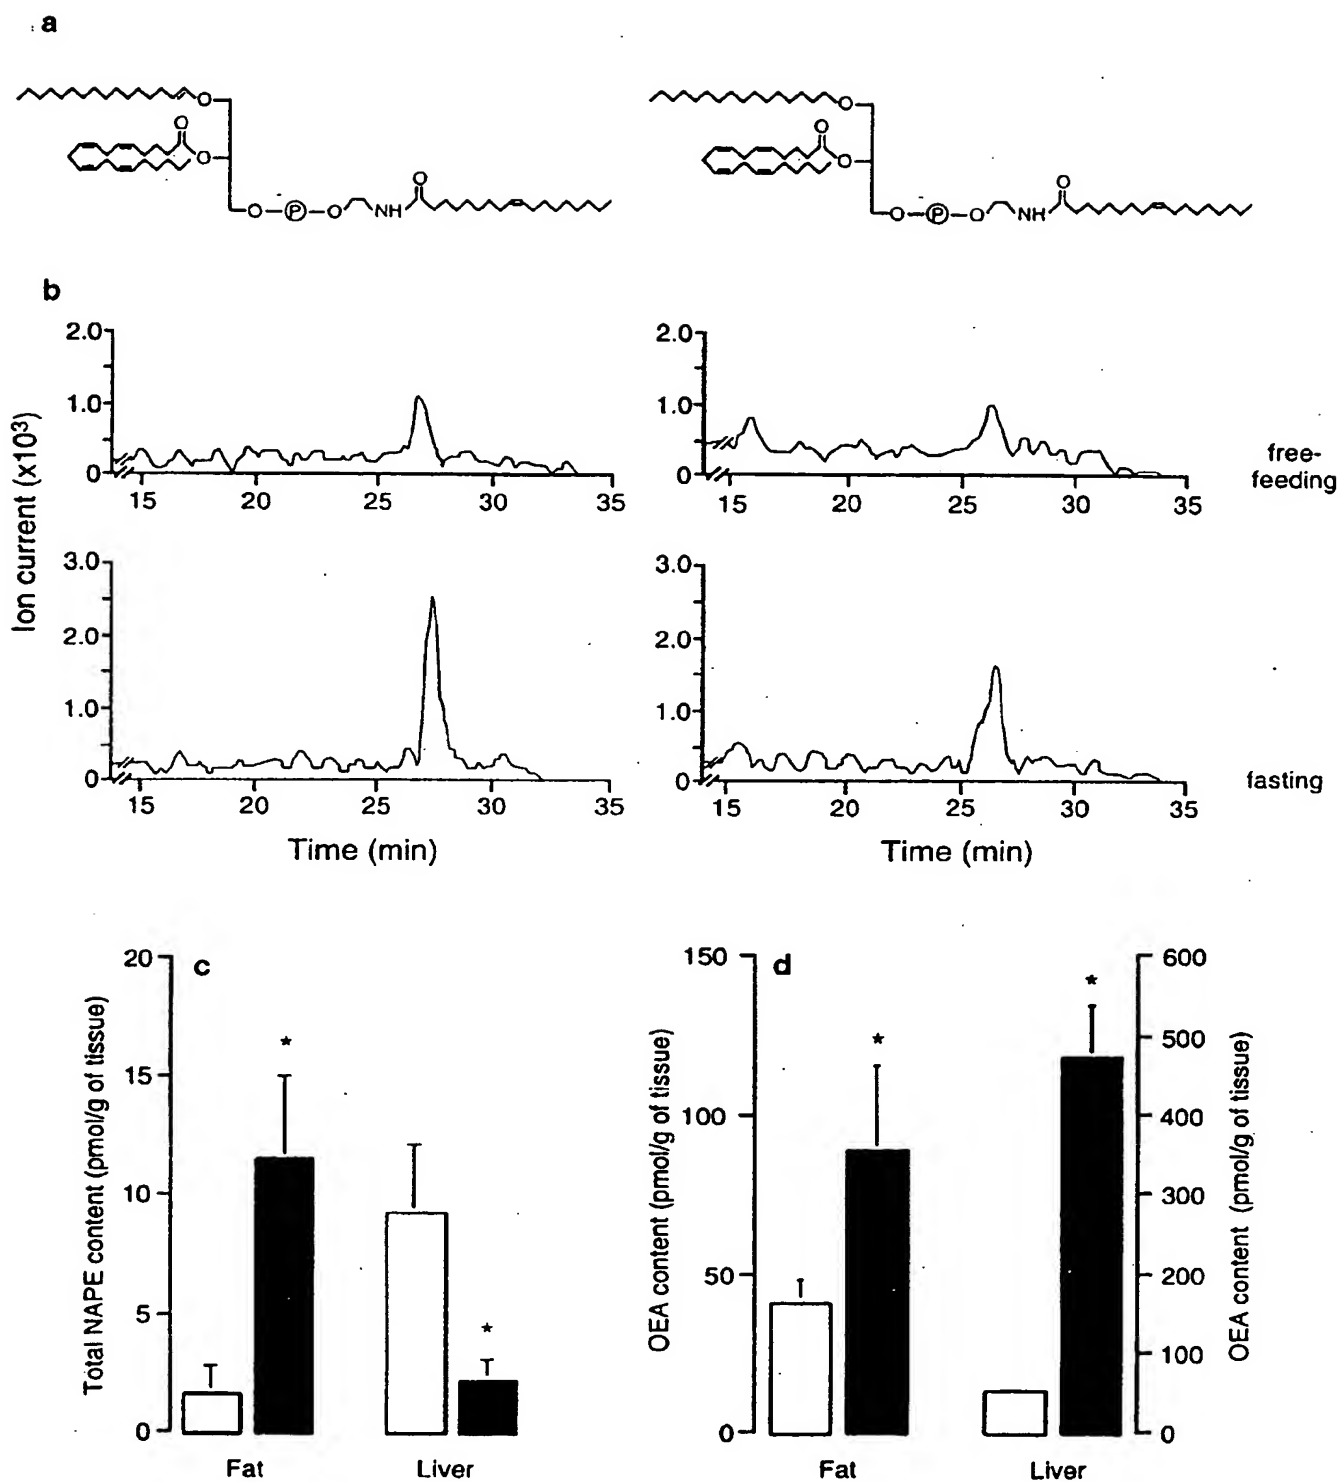 a
O
O
O
O
O
O
O
O
O P O NH
O P O NH
b
Ion current (x10³)
2.0
1.0
0
15 20 25 30 35
2.0
1.0
0
15 20 25 30 35
free-
feeding
3.0
2.0
1.0
0
15 20 25 30 35
Time (min)
3.0
2.0
1.0
0
15 20 25 30 35
Time (min)
fasting
c
Total NAPE content (pmol/g of tissue)
20
15
10
5
0
*
*
Fat Liver
d
OEA content (pmol/g of tissue)
150
100
50
0
*
*
600
500
400
300
200
100
0
OEA content (pmol/g of tissue)
Fat Liver